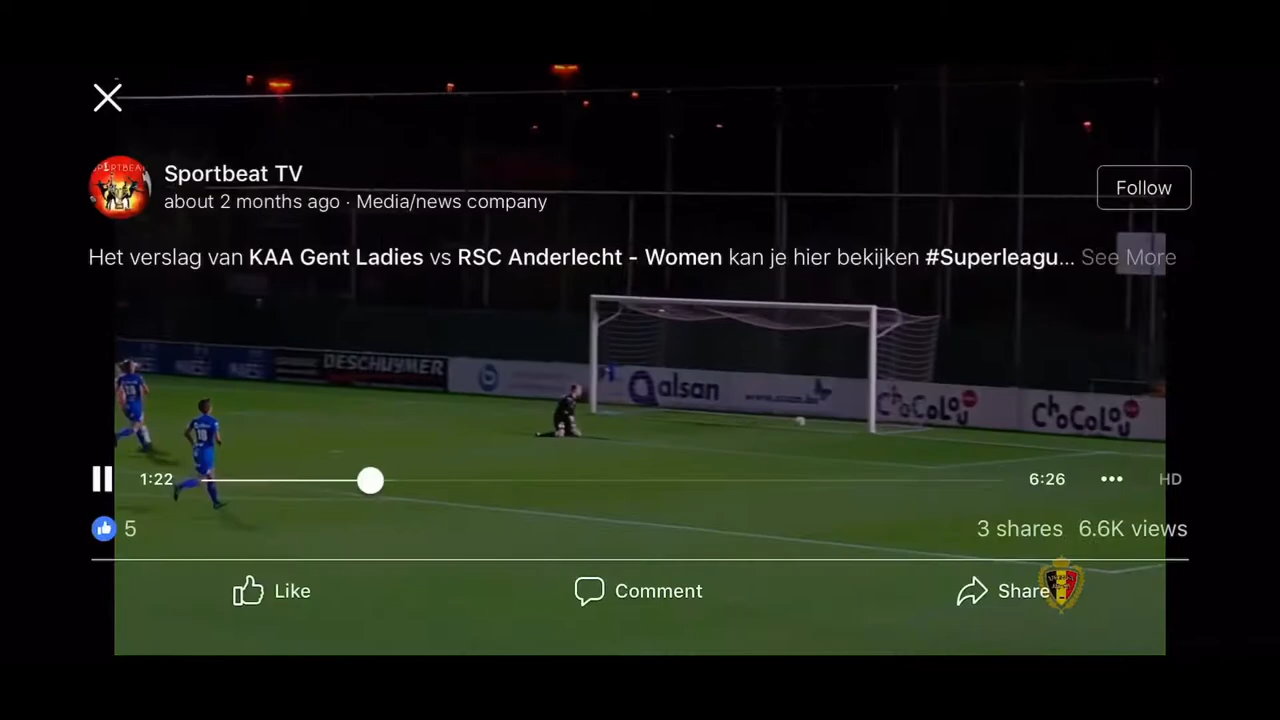 SPORTBEAT
Sportbeat TV
about 2 months ago · Media/news company
Follow
Het verslag van KAA Gent Ladies vs RSC Anderlecht - Women kan je hier bekijken #Superleagu... See More
DESCHUYMER
alsan
CHOCOLOU
CHOCOLOU
18
1:22
6:26
HD
5
3 shares 6.6K views
Like
Comment
Share